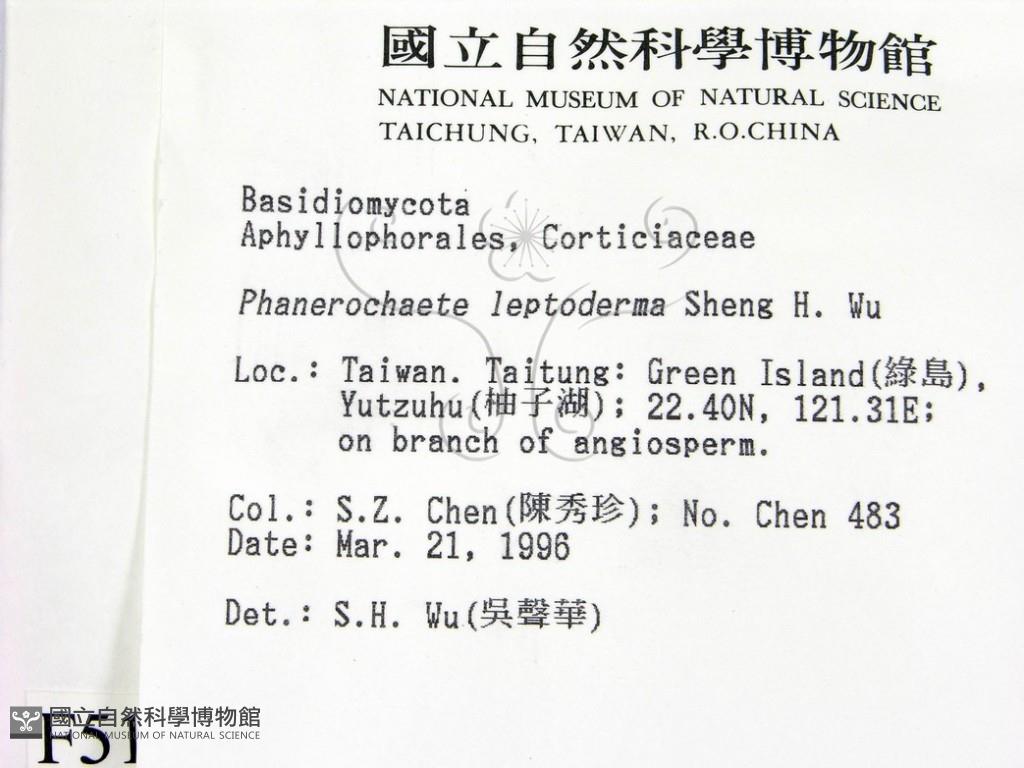 國立自然科學博物館
NATIONAL MUSEUM OF NATURAL SCIENCE
TAICHUNG, TAIWAN, R.O.CHINA
Basidiomycota
Aphyllophorales, Corticiaceae
Phanerochaete leptoderma Sheng H. Wu
Loc.: Taiwan. Taitung: Green Island(綠島),
Yutzuhu(柚子湖); 22.40N, 121.31E;
on branch of angiosperm.
Col.: S.Z. Chen(陳秀珍); No. Chen 483
Date: Mar. 21, 1996
Det.: S.H. Wu(吳聲華)
國立自然科學博物館
NATIONAL MUSEUM OF NATURAL SCIENCE
F51